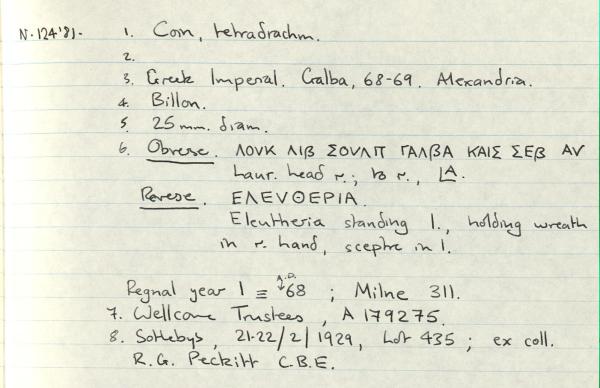 N.124'81.
1. Coin, tetradrachm.
2.
3. Greek Imperial. Galba, 68-69. Alexandria.
4. Billon.
5. 25 mm. diam.
6. Obverse. ΛΟΥΚ ΛΙΒ ΣΟΥΛΠ ΓΑΛΒΑ ΚΑΙΣ ΣΕΒ ΑΥ
Laur. head r.; to r., LA.
Reverse. ΕΛΕΥΘΕΡΙΑ.
Eleutheria standing l., holding wreath
in r. hand, sceptre in l.
Regnal year 1 ≡ A.D. 68 ; Milne 311.
7. Wellcome Trustees, A 179275.
8. Sothebys, 21-22/2/1929, Lot 435 ; ex coll.
R.G. Peckitt C.B.E.